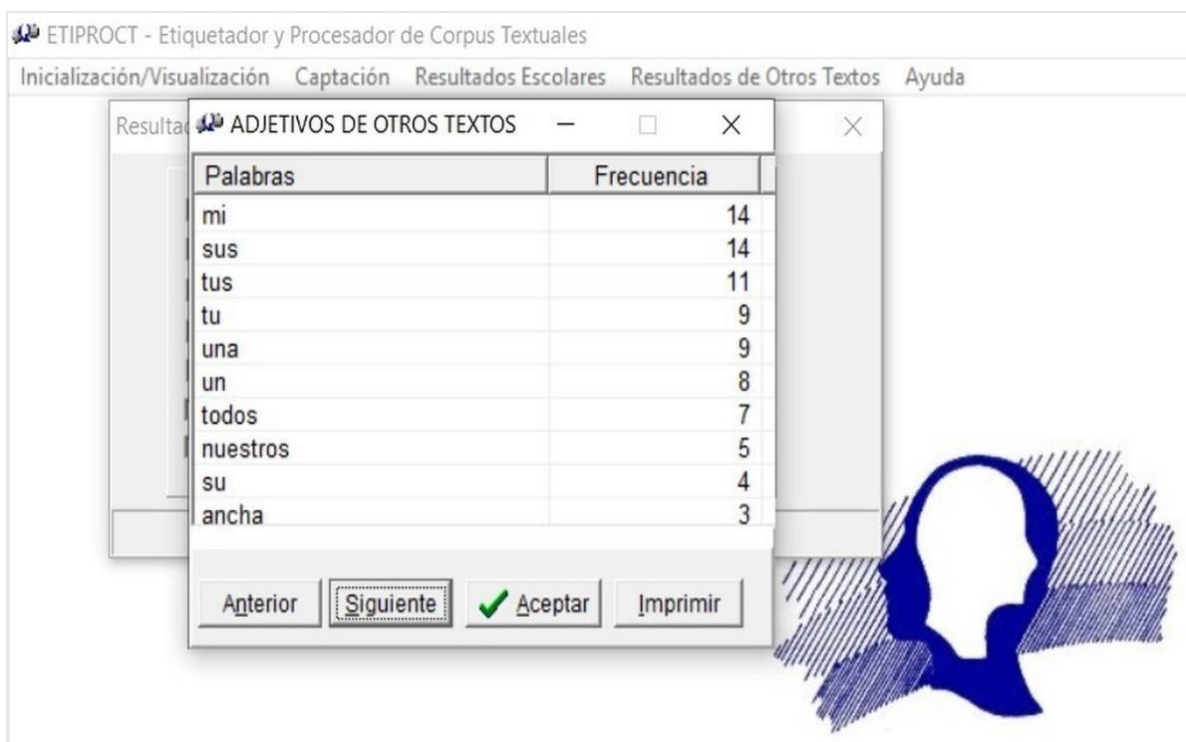 ETIPROCT - Etiquetador y Procesador de Corpus Textuales
Inicialización/Visualización Captación Resultados Escolares Resultados de Otros Textos Ayuda
ADJETIVOS DE OTROS TEXTOS
Palabras Frecuencia
mi 14
sus 14
tus 11
tu 9
una 9
un 8
todos 7
nuestros 5
su 4
ancha 3
Anterior Siguiente Aceptar Imprimir